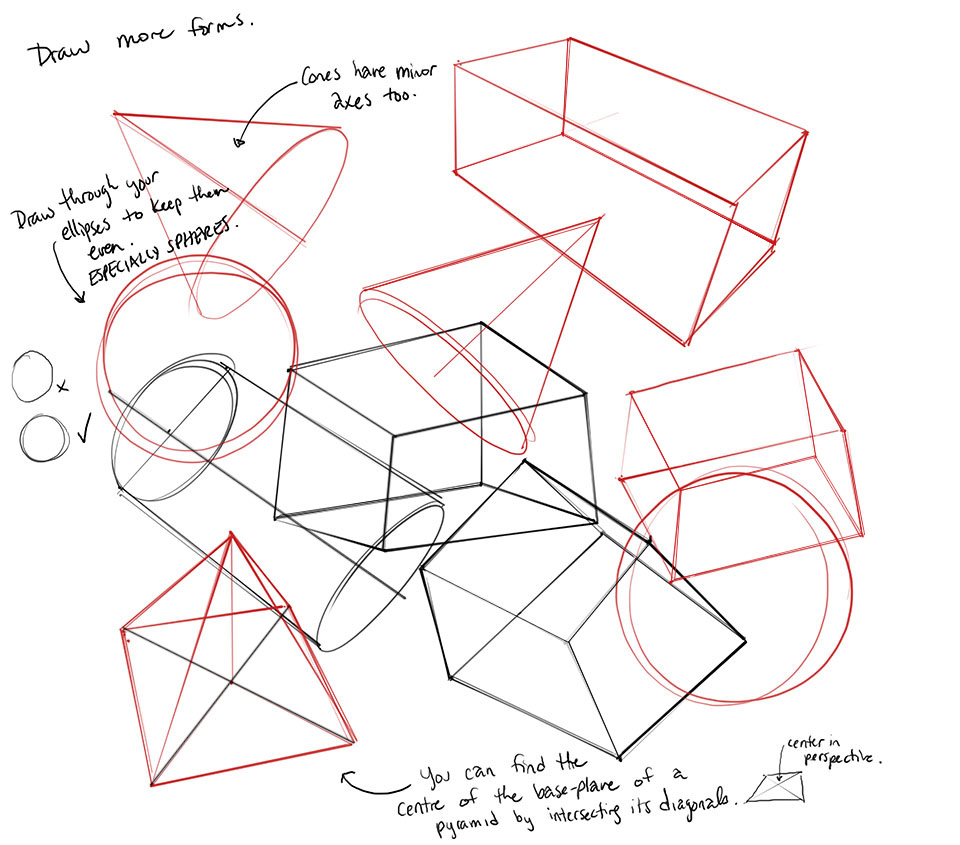 Draw more forms.
Cones have minor
axes too.
Draw through your
ellipses to keep them
even.
ESPECIALLY SPHERES.
You can find the
centre of the base-plane of a
pyramid by intersecting its diagonals.
center in
perspective.